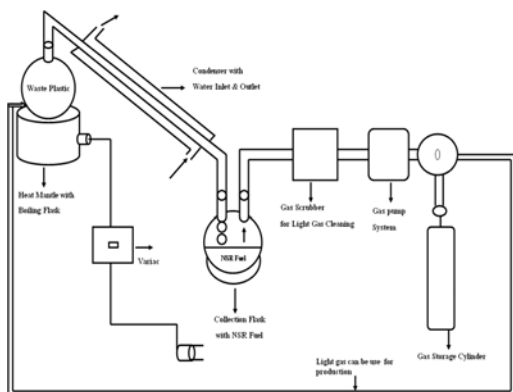 Waste Plastic
Condenser with
Water Inlet & Outlet
Heat Mantle with
Boiling Flask
Variac
NSR Fuel
Collection Flask
with NSR Fuel
Gas Scrubber
for Light Gas Cleaning
Gas pump
System
0
Gas Storage Cylinder
Light gas can be use for
production